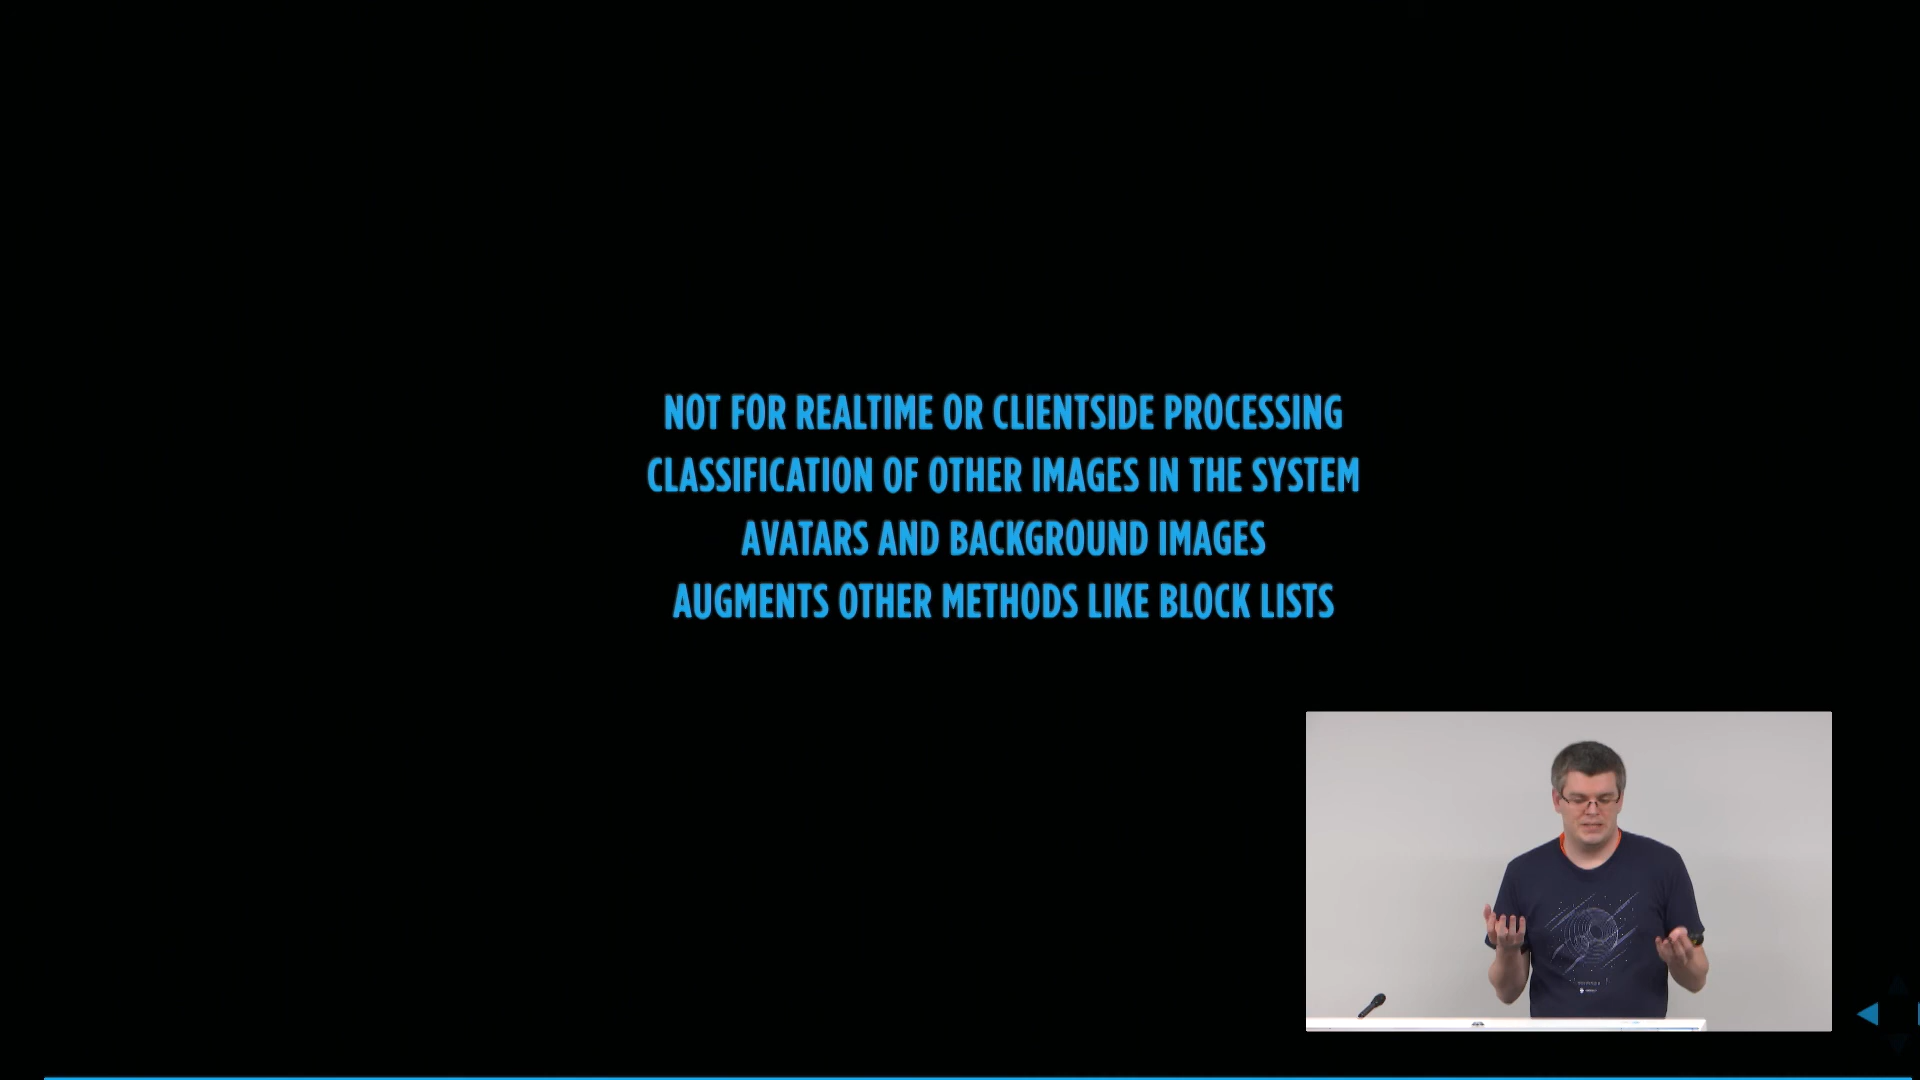 NOT FOR REALTIME OR CLIENTSIDE PROCESSING
CLASSIFICATION OF OTHER IMAGES IN THE SYSTEM
AVATARS AND BACKGROUND IMAGES
AUGMENTS OTHER METHODS LIKE BLOCK LISTS